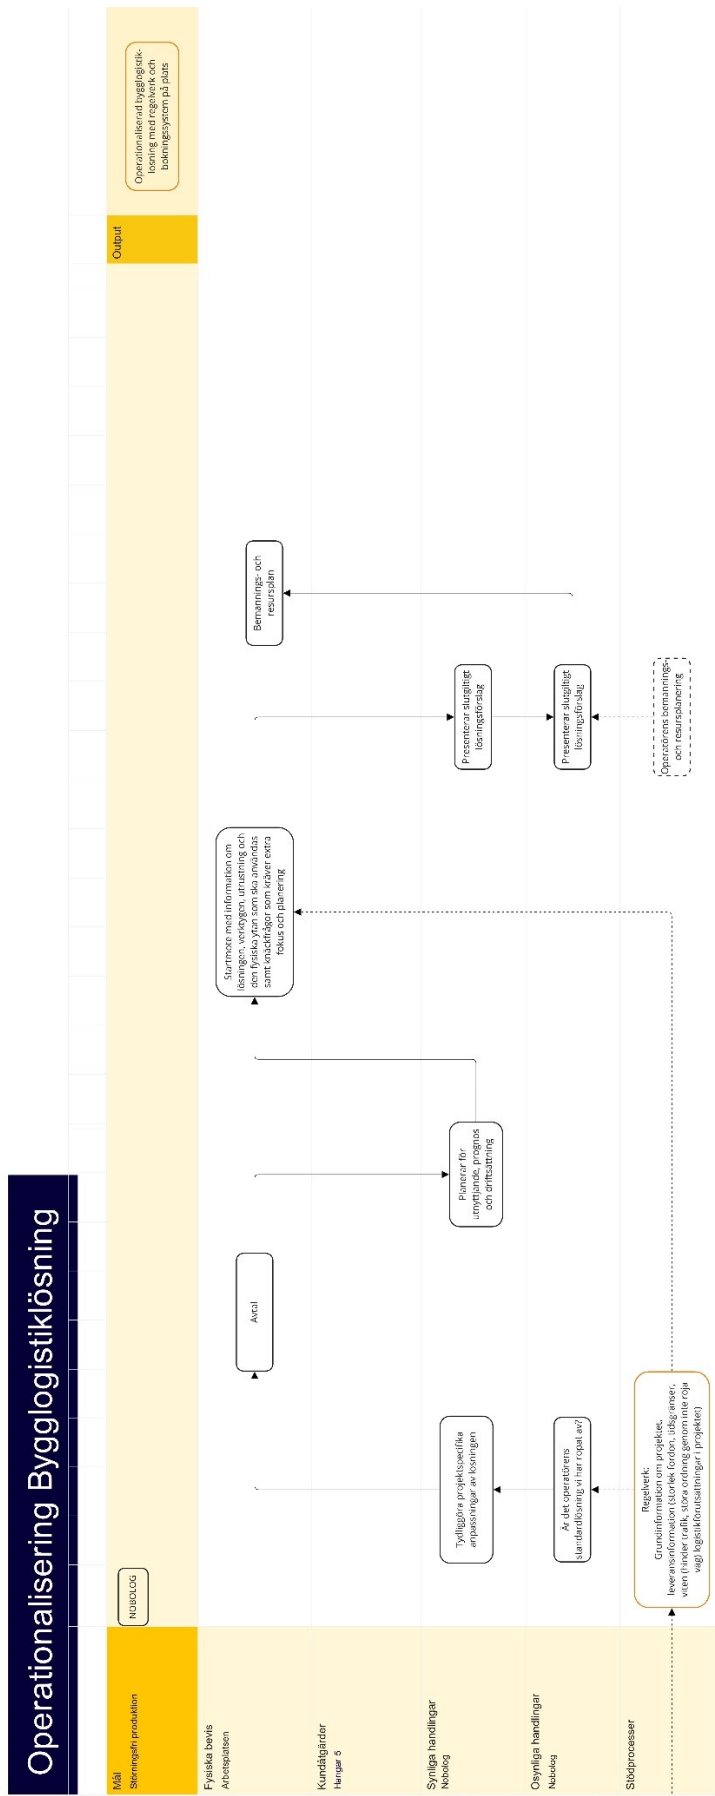 Operationalisering Bygglogistiklösning
Mål
Störningsfri produktion
NOBOLOG
Output
Operationaliserad bygglogistik-
lösning med regelverk och
bokningssystem på plats
Fysiska bevis
Arbetsplatsen
Avtal
Startmöte med information om
lösningen, verktygen, utrustning och
den fysiska ytan som ska användas
samt knäckfrågor som kräver extra
fokus och planering
Bemannings- och
resursplan
Kundåtgärder
Hangar 5
Synliga handlingar
Nobolog
Tydliggöra projektspecifika
anpassningar av lösningen
Planerar för
utnyttjande, prognos
och driftsättning
Presenterar slutgiltigt
lösningsförslag
Osynliga handlingar
Nobolog
Är det operatörens
standardlösning vi har ropat av?
Presenterar slutgiltigt
lösningsförslag
Stödprocesser
Regelverk:
Grundinformation om projektet,
leveransinformation (storlek fordon, tidsgränser,
viten (hinder trafik, störa ordning genom inte röja
väg) logistikförutsättningar i projektet)
Operatörens bemannings-
och resursplanering